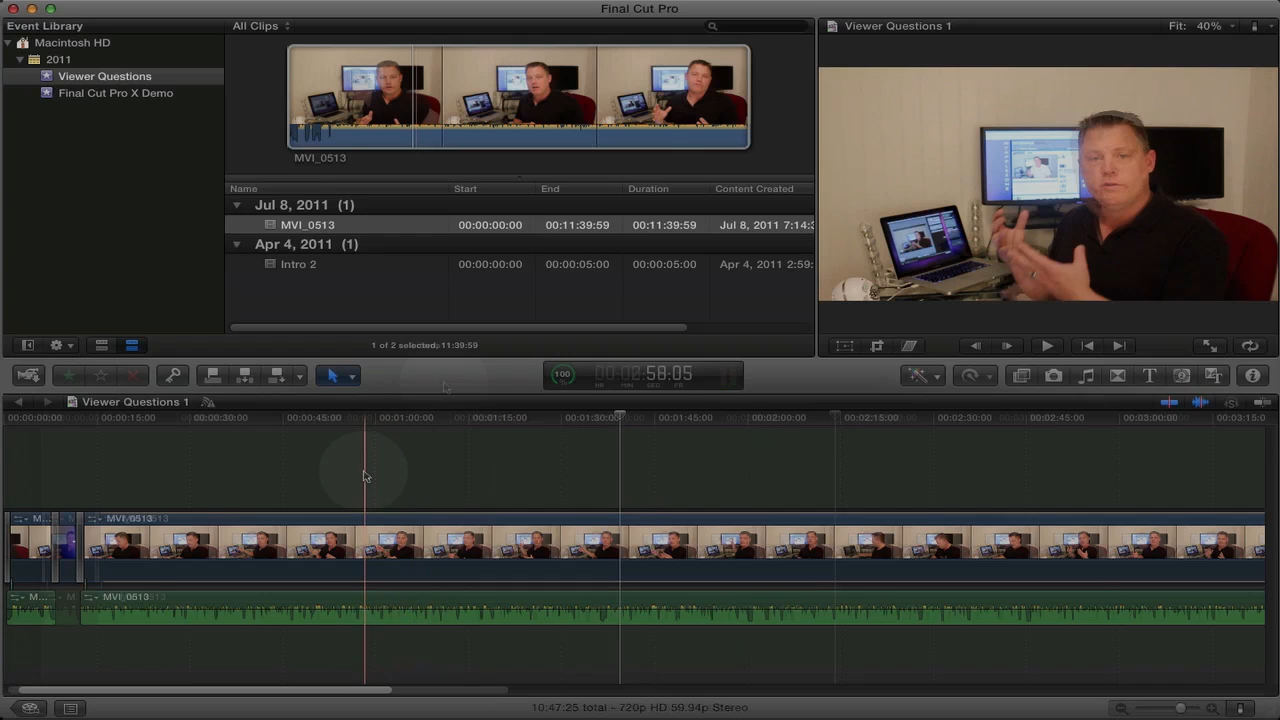 Final Cut Pro
Event Library
All Clips
Viewer Questions 1
Fit: 40%
Macintosh HD
2011
Viewer Questions
Final Cut Pro X Demo
MVI_0513
Name Start End Duration Content Created
Jul 8, 2011 (1)
MVI_0513 00:00:00:00 00:11:39:59 00:11:39:59 Jul 8, 2011 7:14:3
Apr 4, 2011 (1)
Intro 2 00:00:00:00 00:00:05:00 00:00:05:00 Apr 4, 2011 2:59:
1 of 2 selected, 11:39:59
100 %
58:05
HR MIN SEC FR
Viewer Questions 1
00:00:00:00 00:00:15:00 00:00:30:00 00:00:45:00 00:01:00:00 00:01:15:00 00:01:30:00 00:01:45:00 00:02:00:00 00:02:15:00 00:02:30:00 00:02:45:00 00:03:00:00 00:03:15:0
M... M MVI_0513
M... M MVI_0513
10:47:25 total - 720p HD 59.94p Stereo